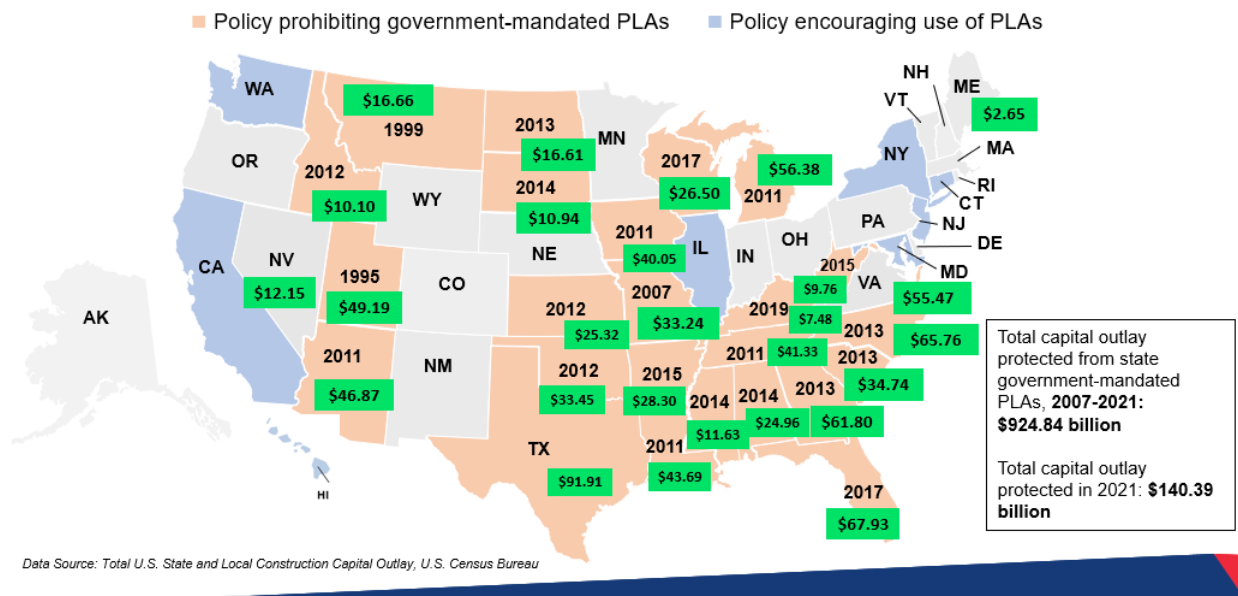 Policy prohibiting government-mandated PLAs
Policy encouraging use of PLAs
WA
$16.66
1999
2013
$16.61
MN
2017
$26.50
$56.38
2011
NH
VT
ME
$2.65
MA
NY
RI
CT
NJ
DE
MD
PA
OR
2012
$10.10
WY
2014
$10.94
NE
2011
$40.05
IL
IN
OH
2015
$9.76
VA
$55.47
CA
NV
$12.15
1995
$49.19
CO
2012
$25.32
2007
$33.24
2019
$7.48
2013
$65.76
AK
2011
$46.87
NM
2012
$33.45
2015
$28.30
2011
$41.33
2013
$34.74
2014
$11.63
2014
$24.96
2013
$61.80
TX
$91.91
2011
$43.69
2017
$67.93
HI
Total capital outlay
protected from state
government-mandated
PLAs, 2007-2021:
$924.84 billion
Total capital outlay
protected in 2021: $140.39
billion
Data Source: Total U.S. State and Local Construction Capital Outlay, U.S. Census Bureau